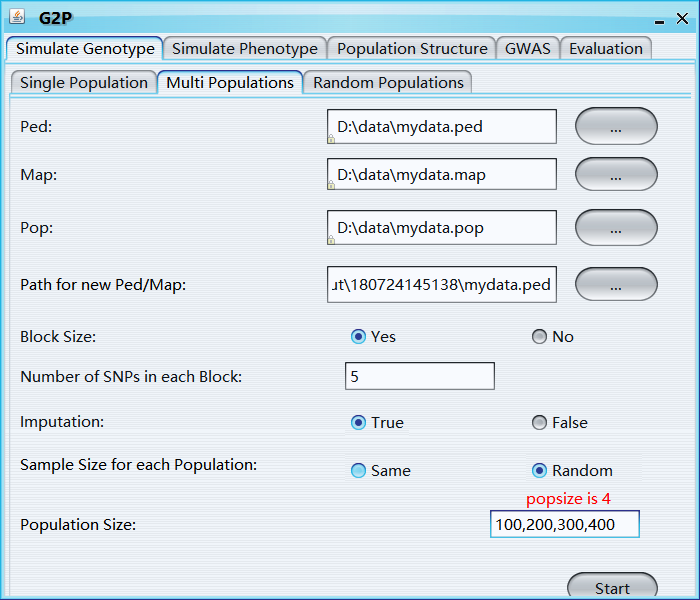 G2P
Simulate Genotype Simulate Phenotype Population Structure GWAS Evaluation
Single Population Multi Populations Random Populations
Ped: D:\data\mydata.ped ...
Map: D:\data\mydata.map ...
Pop: D:\data\mydata.pop ...
Path for new Ped/Map: ut\180724145138\mydata.ped ...
Block Size: Yes No
Number of SNPs in each Block: 5
Imputation: True False
Sample Size for each Population: Same Random
popsize is 4
Population Size: 100,200,300,400
Start